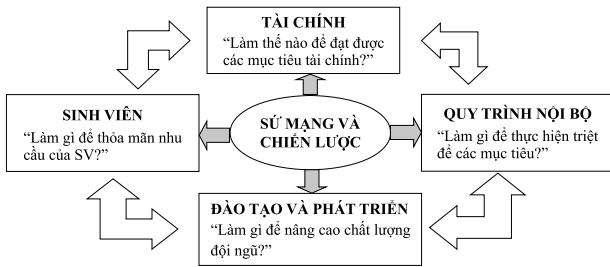 TÀI CHÍNH
“Làm thế nào để đạt được
các mục tiêu tài chính?”
SINH VIÊN
“Làm gì để thỏa mãn nhu
cầu của SV?”
SỨ MẠNG VÀ
CHIẾN LƯỢC
QUY TRÌNH NỘI BỘ
“Làm gì để thực hiện triệt
để các mục tiêu?”
ĐÀO TẠO VÀ PHÁT TRIỂN
“Làm gì để nâng cao chất lượng
đội ngũ?”